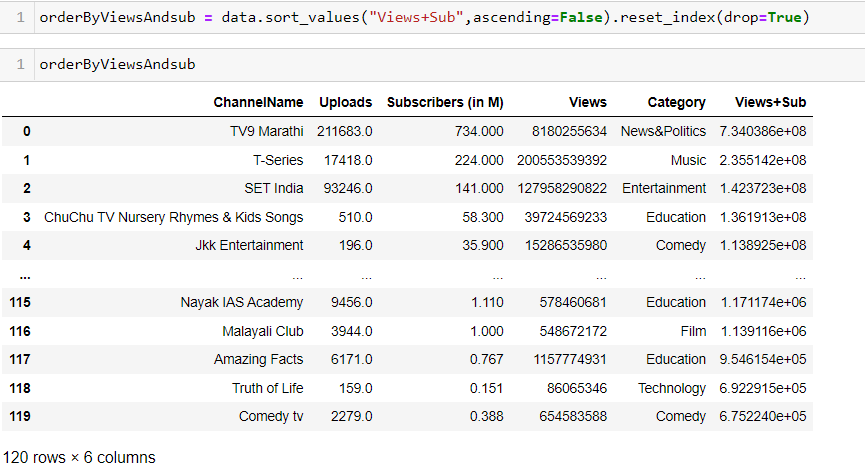 1 orderByViewsAndsub = data.sort_values("Views+Sub",ascending=False).reset_index(drop=True)
1 orderByViewsAndsub
ChannelName Uploads Subscribers (in M) Views Category Views+Sub
0 TV9 Marathi 211683.0 734.000 8180255634 News&Politics 7.340386e+08
1 T-Series 17418.0 224.000 200553539392 Music 2.355142e+08
2 SET India 93246.0 141.000 127958290822 Entertainment 1.423723e+08
3 ChuChu TV Nursery Rhymes & Kids Songs 510.0 58.300 39724569233 Education 1.361913e+08
4 Jkk Entertainment 196.0 35.900 15286535980 Comedy 1.138925e+08
... ... ... ... ... ... ...
115 Nayak IAS Academy 9456.0 1.110 578460681 Education 1.171174e+06
116 Malayali Club 3944.0 1.000 548672172 Film 1.139116e+06
117 Amazing Facts 6171.0 0.767 1157774931 Education 9.546154e+05
118 Truth of Life 159.0 0.151 86065346 Technology 6.922915e+05
119 Comedy tv 2279.0 0.388 654583588 Comedy 6.752240e+05
120 rows × 6 columns